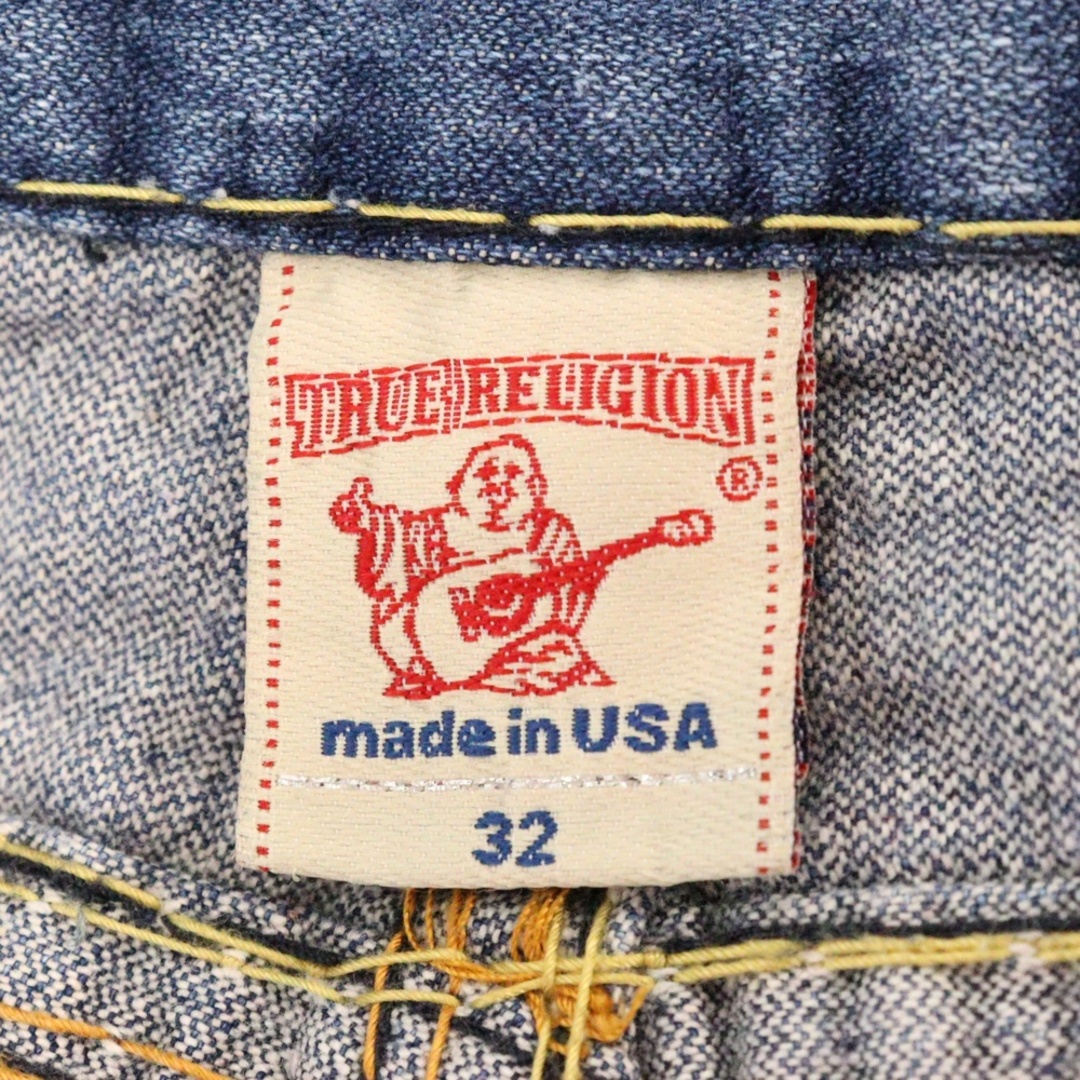 TRUE RELIGION
®
made in USA
32